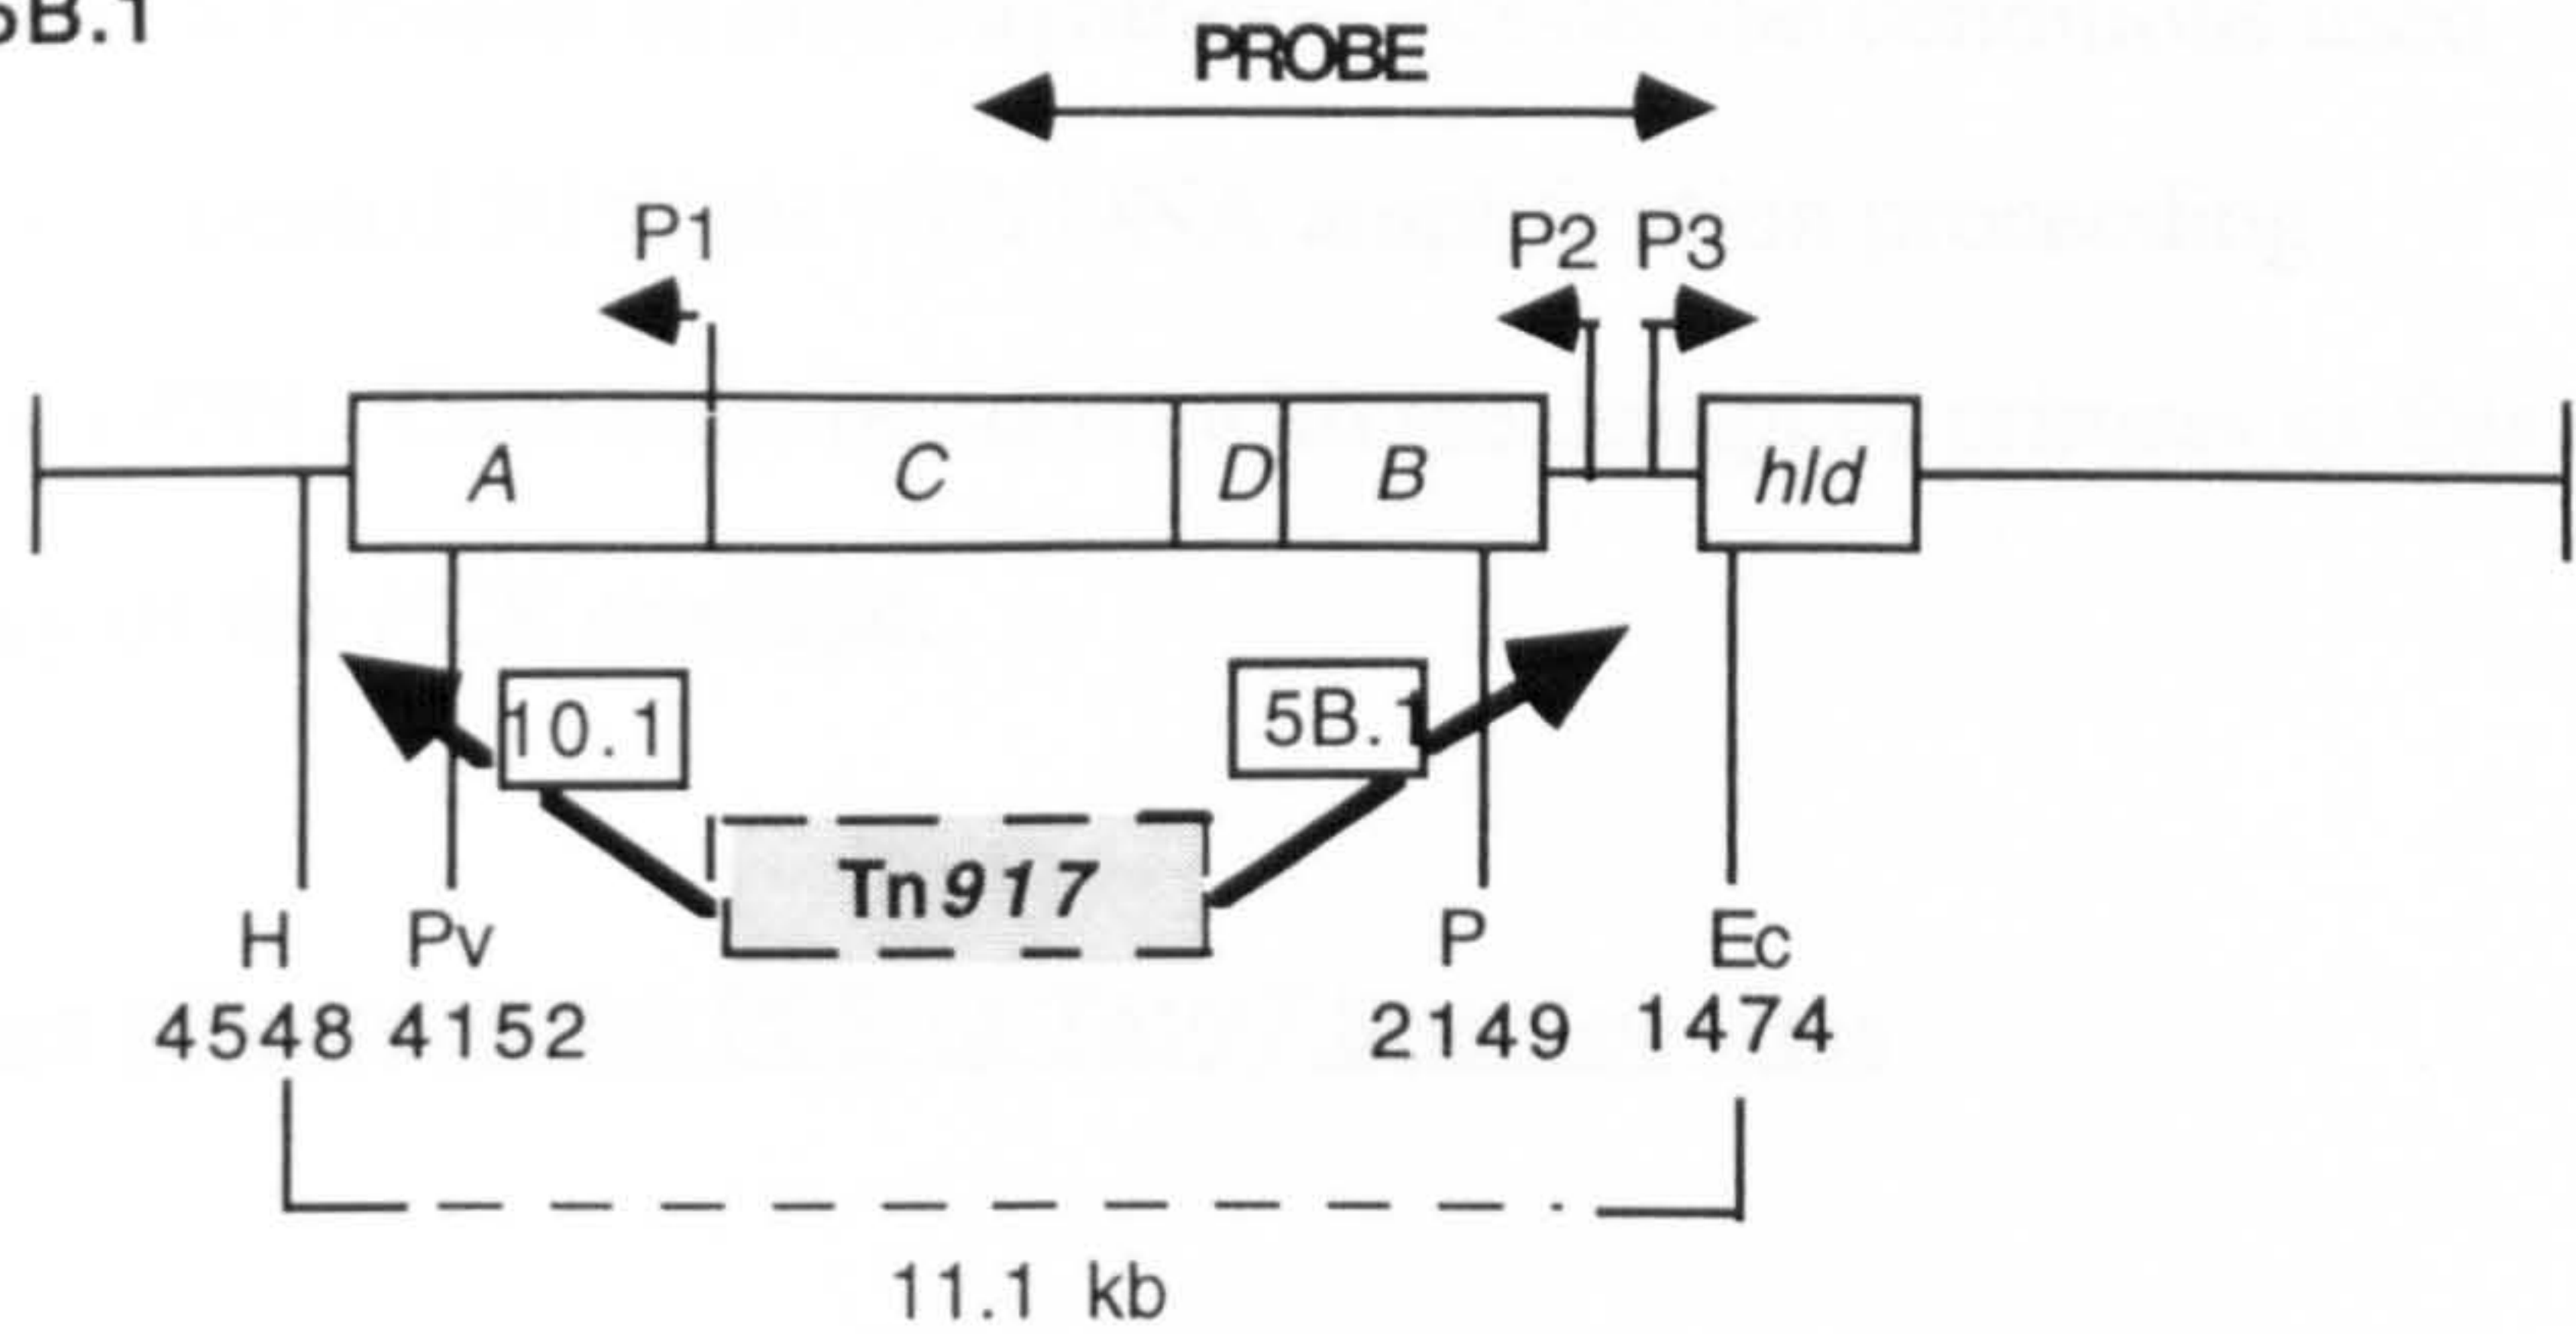 5B.1
PROBE
P1
P2 P3
A C D B hld
10.1 5B.1
Tn917
H Pv P Ec
4548 4152 2149 1474
11.1 kb